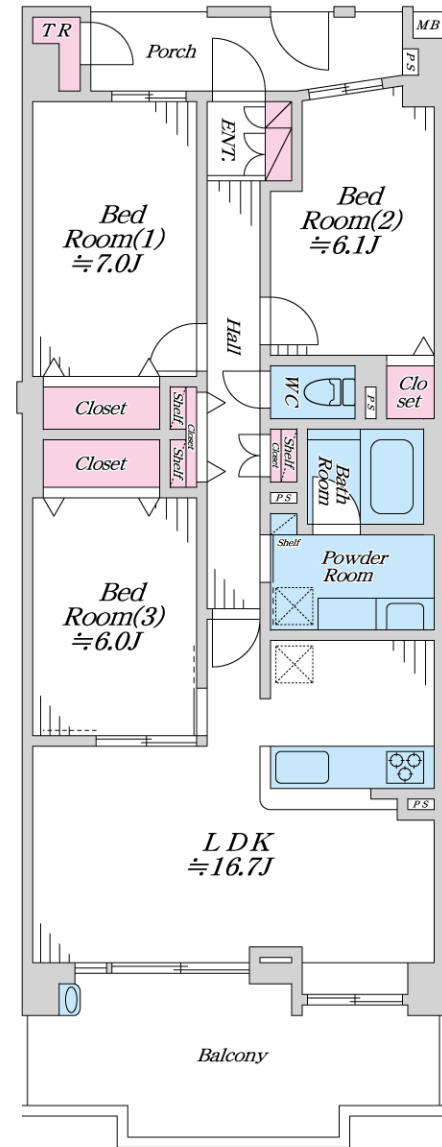 TR
Porch
MB
PS
ENT.
Bed
Room(1)
≒7.0J
Bed
Room(2)
≒6.1J
Hall
Closet
Shelf
Closet
Shelf
Closet
WC
PS
Clo
set
Shelf
Closet
PS
Bath
Room
Shelf
Powder
Room
Bed
Room(3)
≒6.0J
PS
LDK
≒16.7J
Balcony